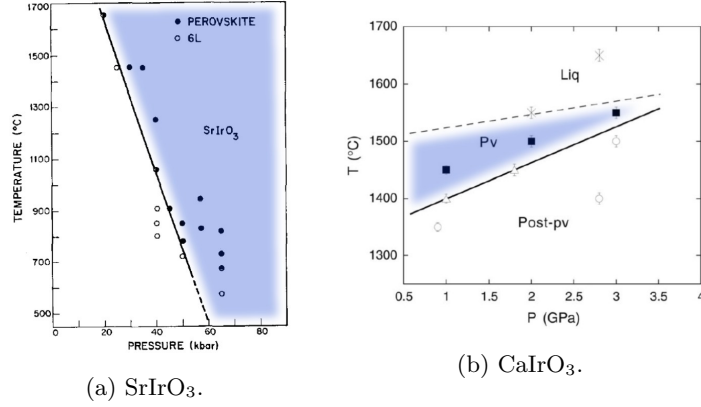 1700
1500
1300
1100
900
700
500
TEMPERATURE (°C)
● PEROVSKITE
○ 6L
SrIrO₃
0 20 40 60 80
PRESSURE (kbar)
(a) SrIrO₃.
1700
1600
1500
1400
1300
T (°C)
Liq
Pv
Post-pv
0.5 1 1.5 2 2.5 3 3.5 4
P (GPa)
(b) CaIrO₃.